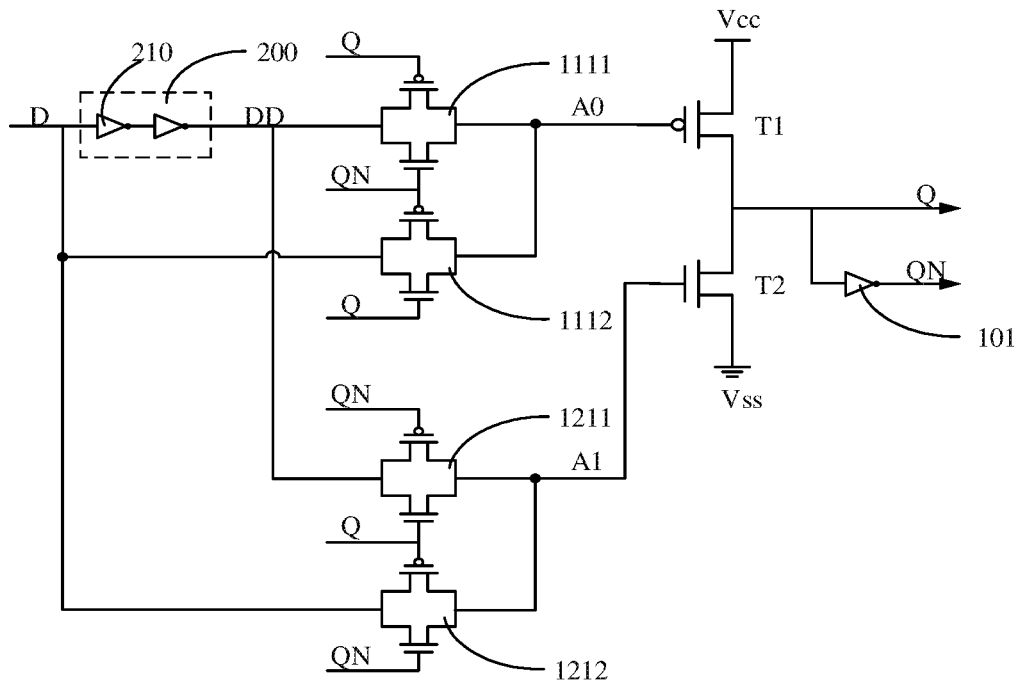 Vcc
210
200
Q
1111
D
DD
A0
T1
QN
Q
QN
T2
Q
1112
101
Vss
QN
1211
A1
Q
QN
1212